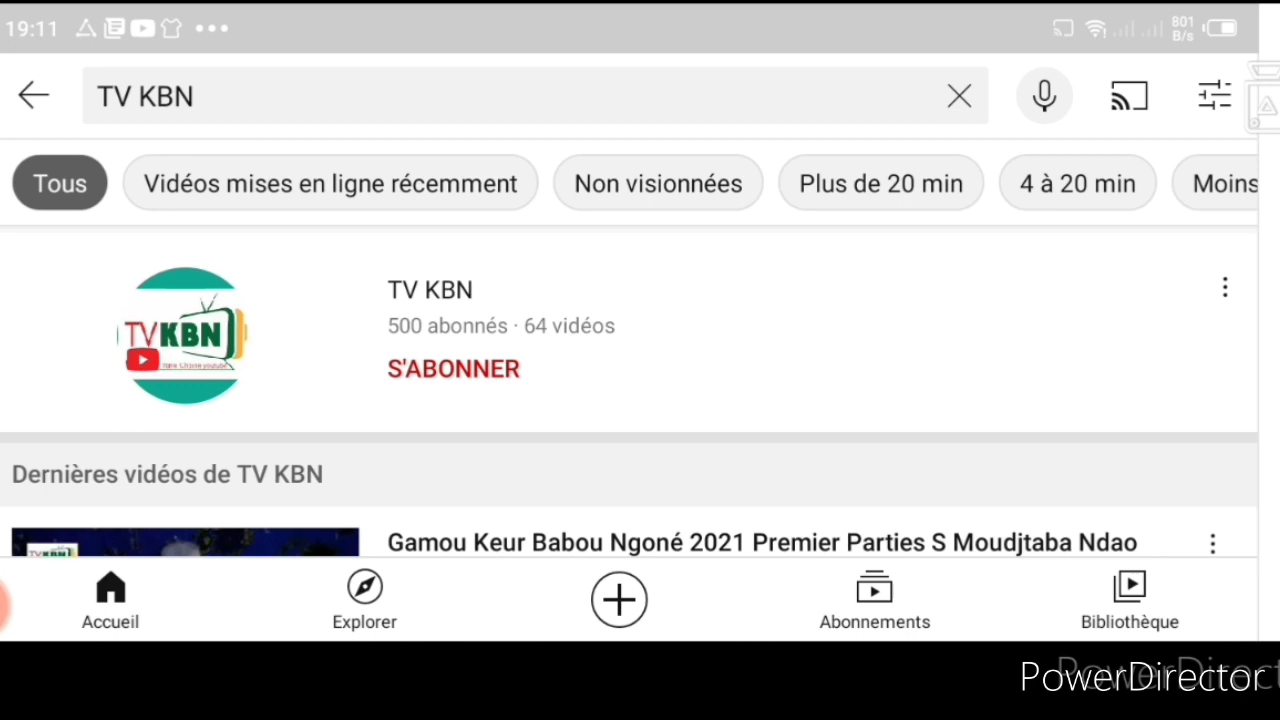 19:11
801
B/s
TV KBN
Tous
Vidéos mises en ligne récemment
Non visionnées
Plus de 20 min
4 à 20 min
Moins
TVKBN
TV KBN
500 abonnés · 64 vidéos
S'ABONNER
Dernières vidéos de TV KBN
Gamou Keur Babou Ngoné 2021 Premier Parties S Moudjtaba Ndao
Accueil
Explorer
Abonnements
Bibliothèque
PowerDirector